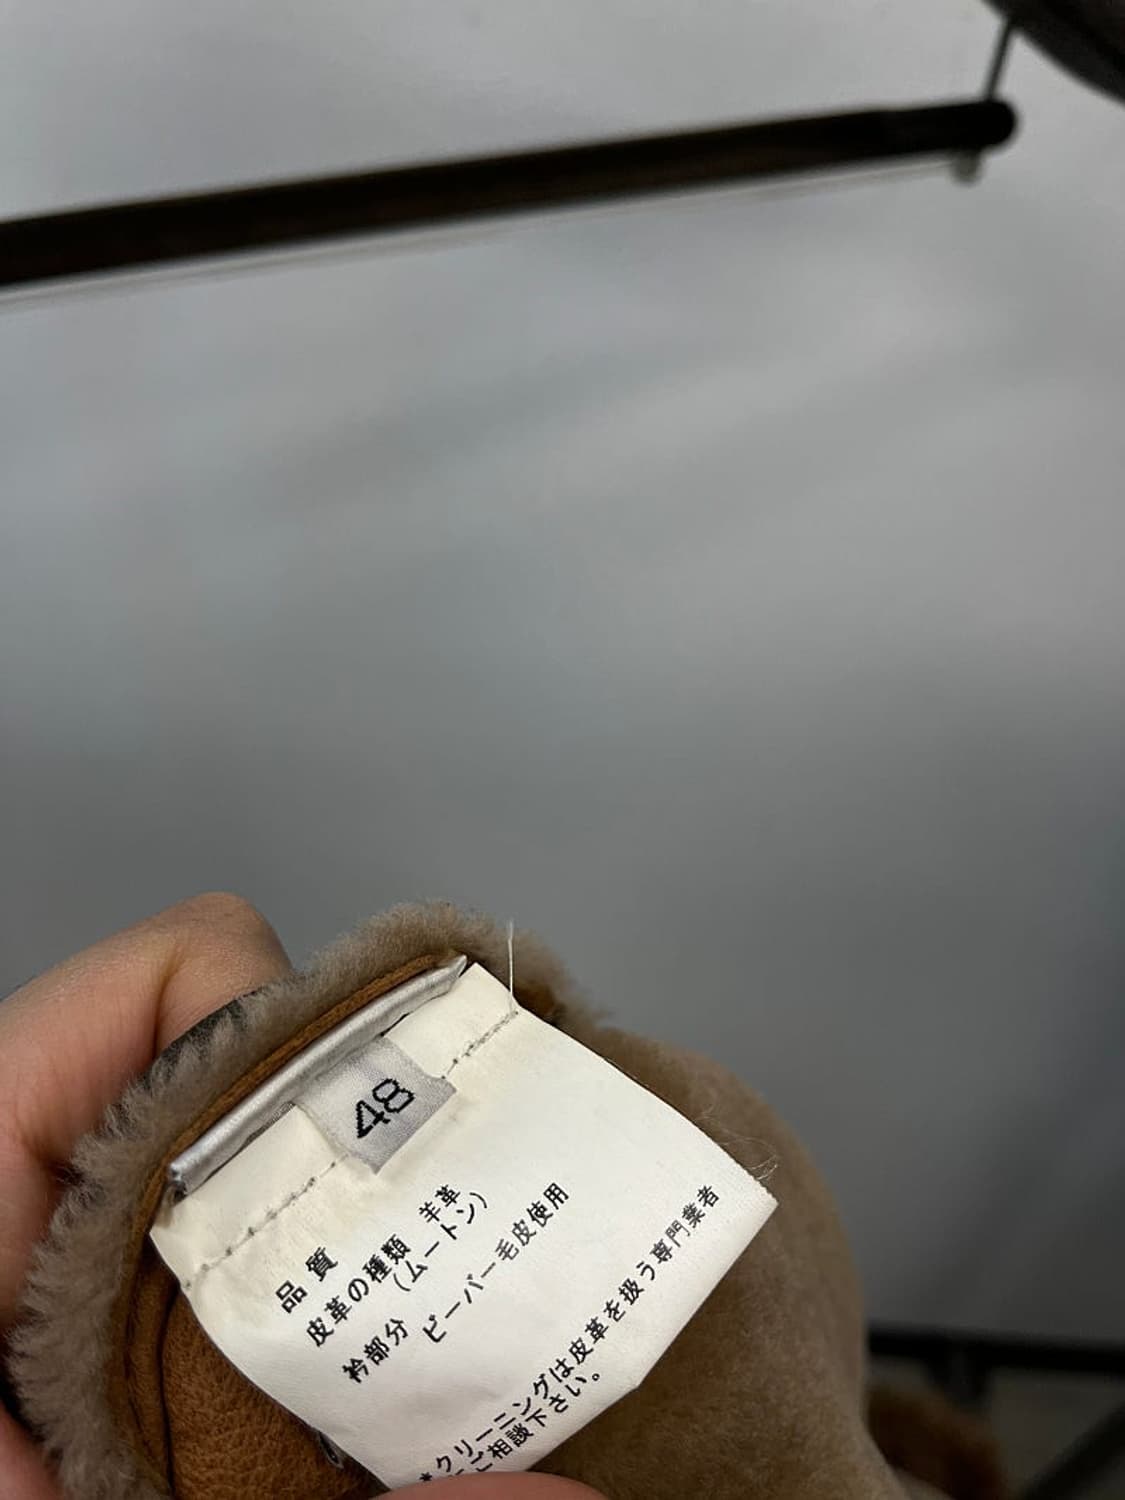 48
品質
皮革の種類 羊革
(ムートン)
衿部分 ビーバー毛皮使用
*クリーニングは皮革を扱う専門業者
にご相談下さい。